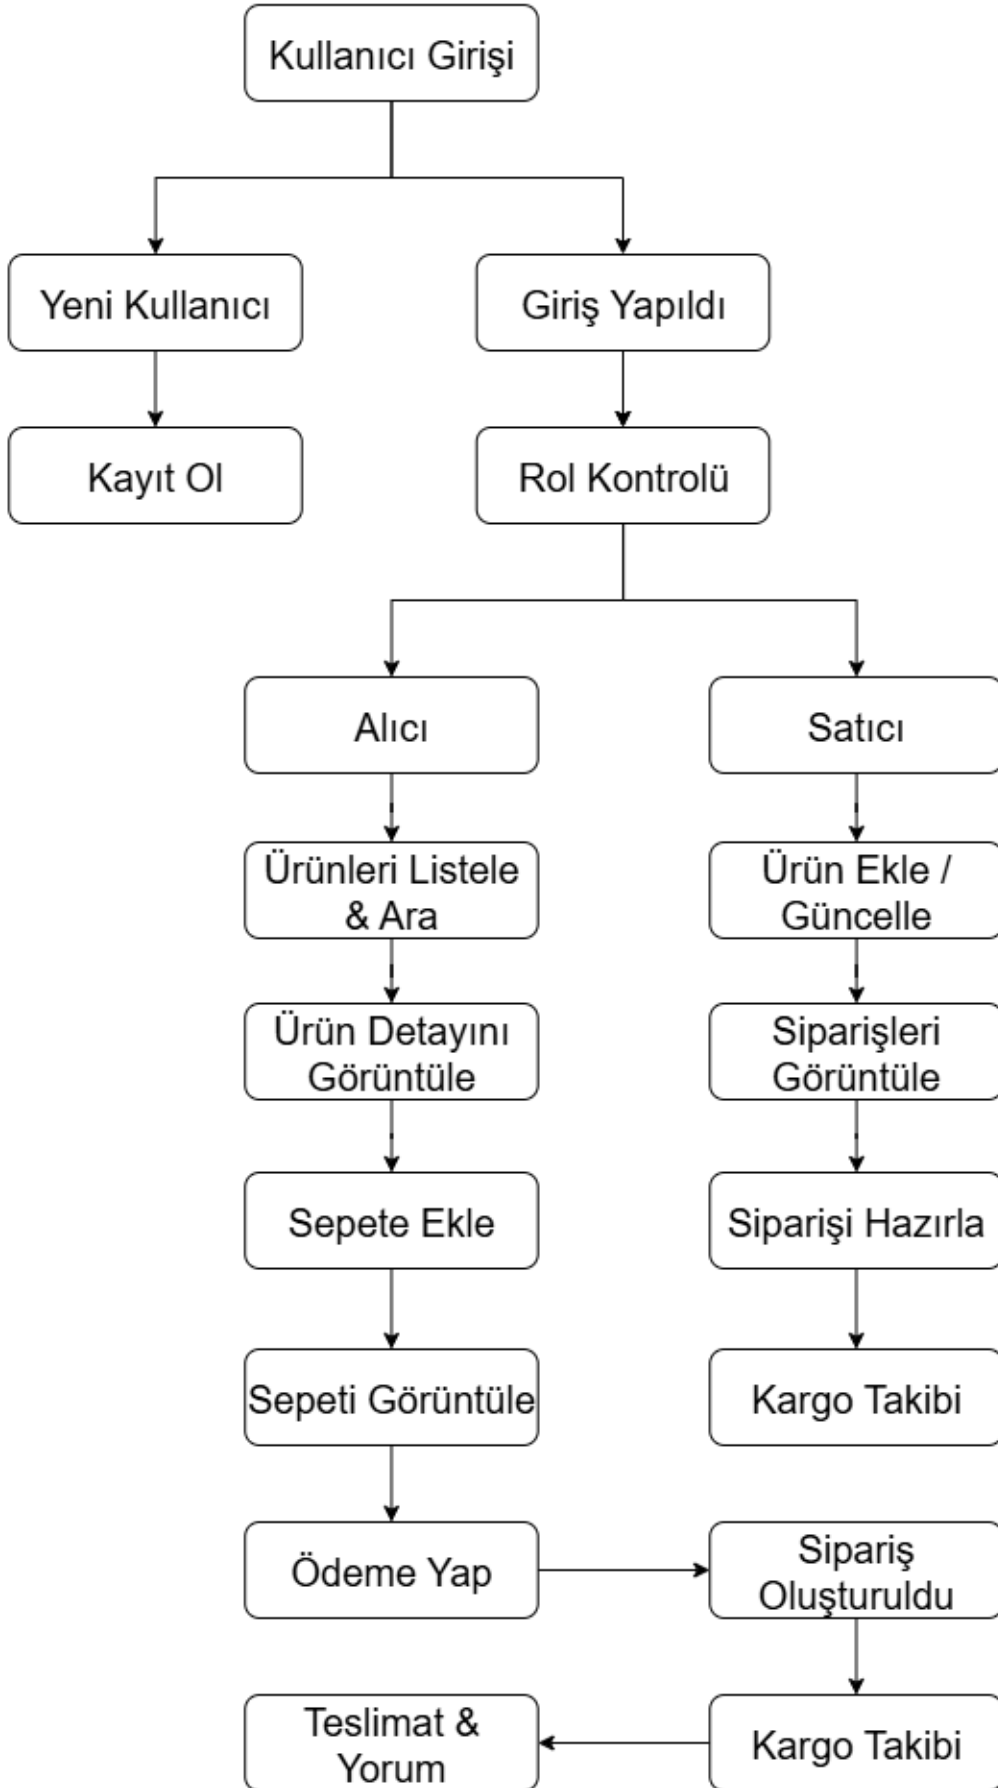 Kullanıcı Girişi
Yeni Kullanıcı
Giriş Yapıldı
Kayıt Ol
Rol Kontrolü
Alıcı
Satıcı
Ürünleri Listele
& Ara
Ürün Ekle /
Güncelle
Ürün Detayını
Görüntüle
Siparişleri
Görüntüle
Sepete Ekle
Siparişi Hazırla
Sepeti Görüntüle
Kargo Takibi
Ödeme Yap
Sipariş
Oluşturuldu
Teslimat &
Yorum
Kargo Takibi